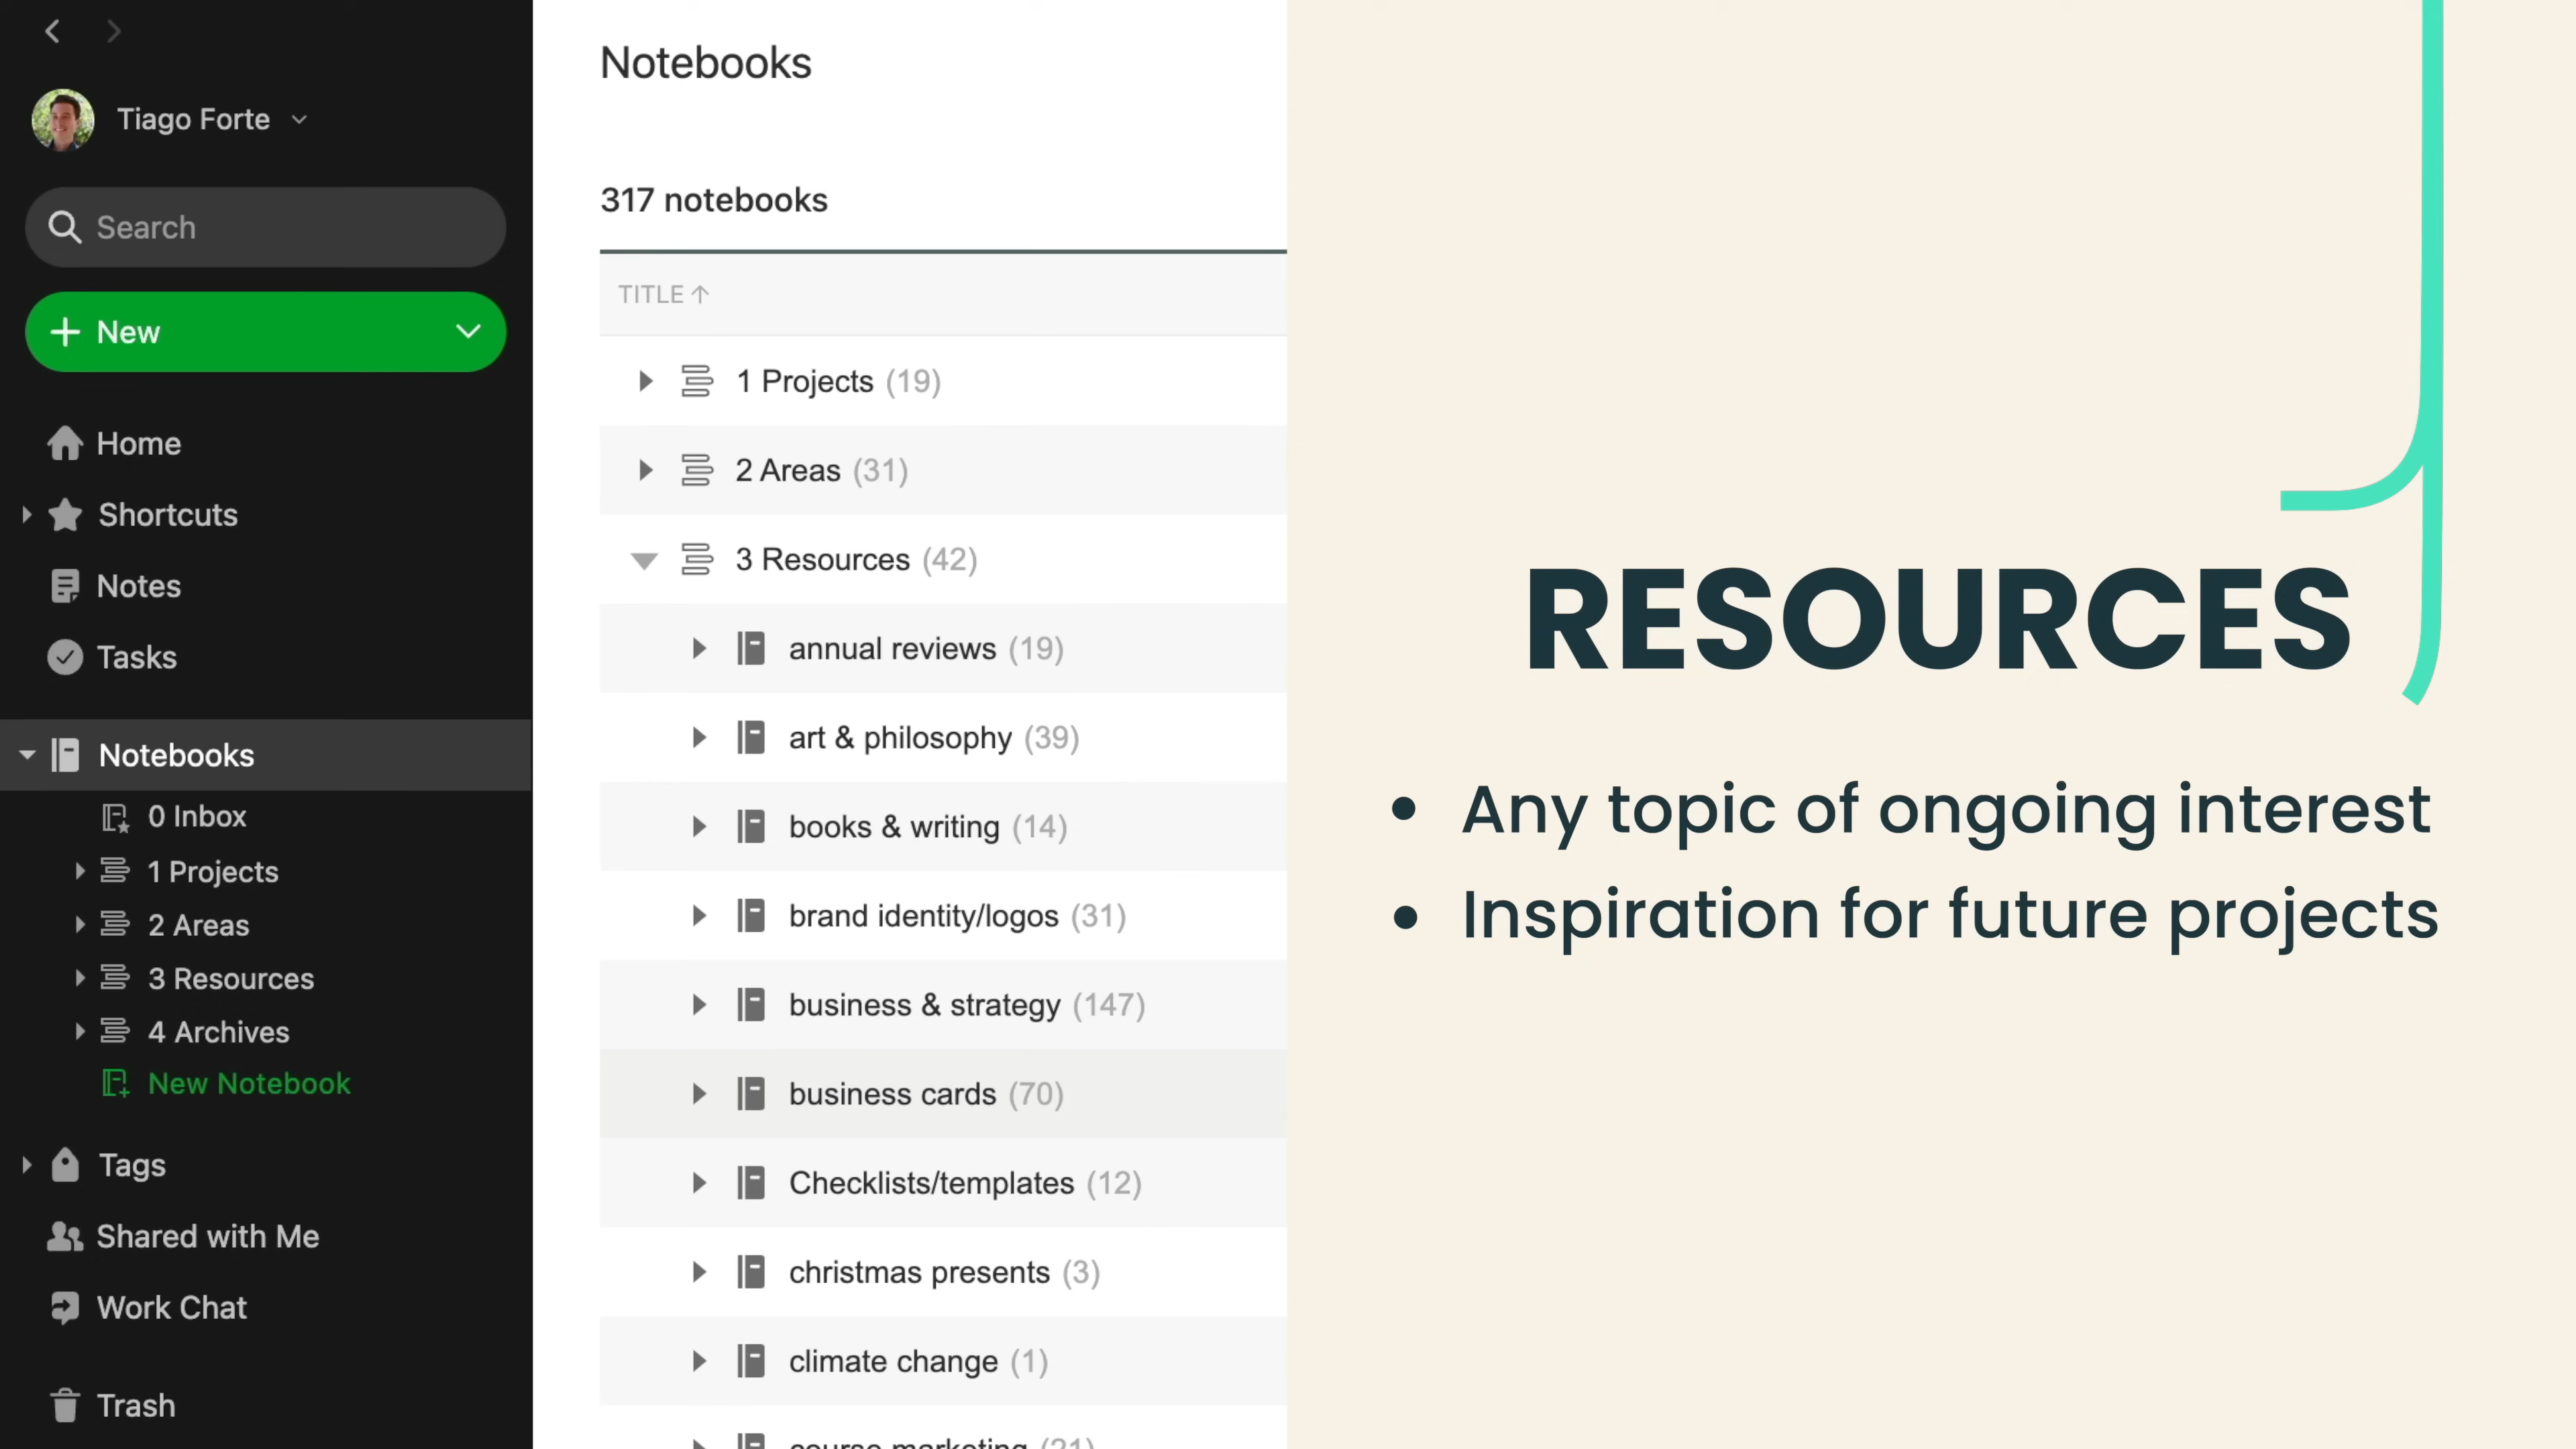 Tiago Forte
Search
New
Home
Shortcuts
Notes
Tasks
Notebooks
0 Inbox
1 Projects
2 Areas
3 Resources
4 Archives
New Notebook
Tags
Shared with Me
Work Chat
Trash
Notebooks
317 notebooks
TITLE ↑
1 Projects (19)
2 Areas (31)
3 Resources (42)
annual reviews (19)
art & philosophy (39)
books & writing (14)
brand identity/logos (31)
business & strategy (147)
business cards (70)
Checklists/templates (12)
christmas presents (3)
climate change (1)
course marketing (21)
RESOURCES
• Any topic of ongoing interest
• Inspiration for future projects